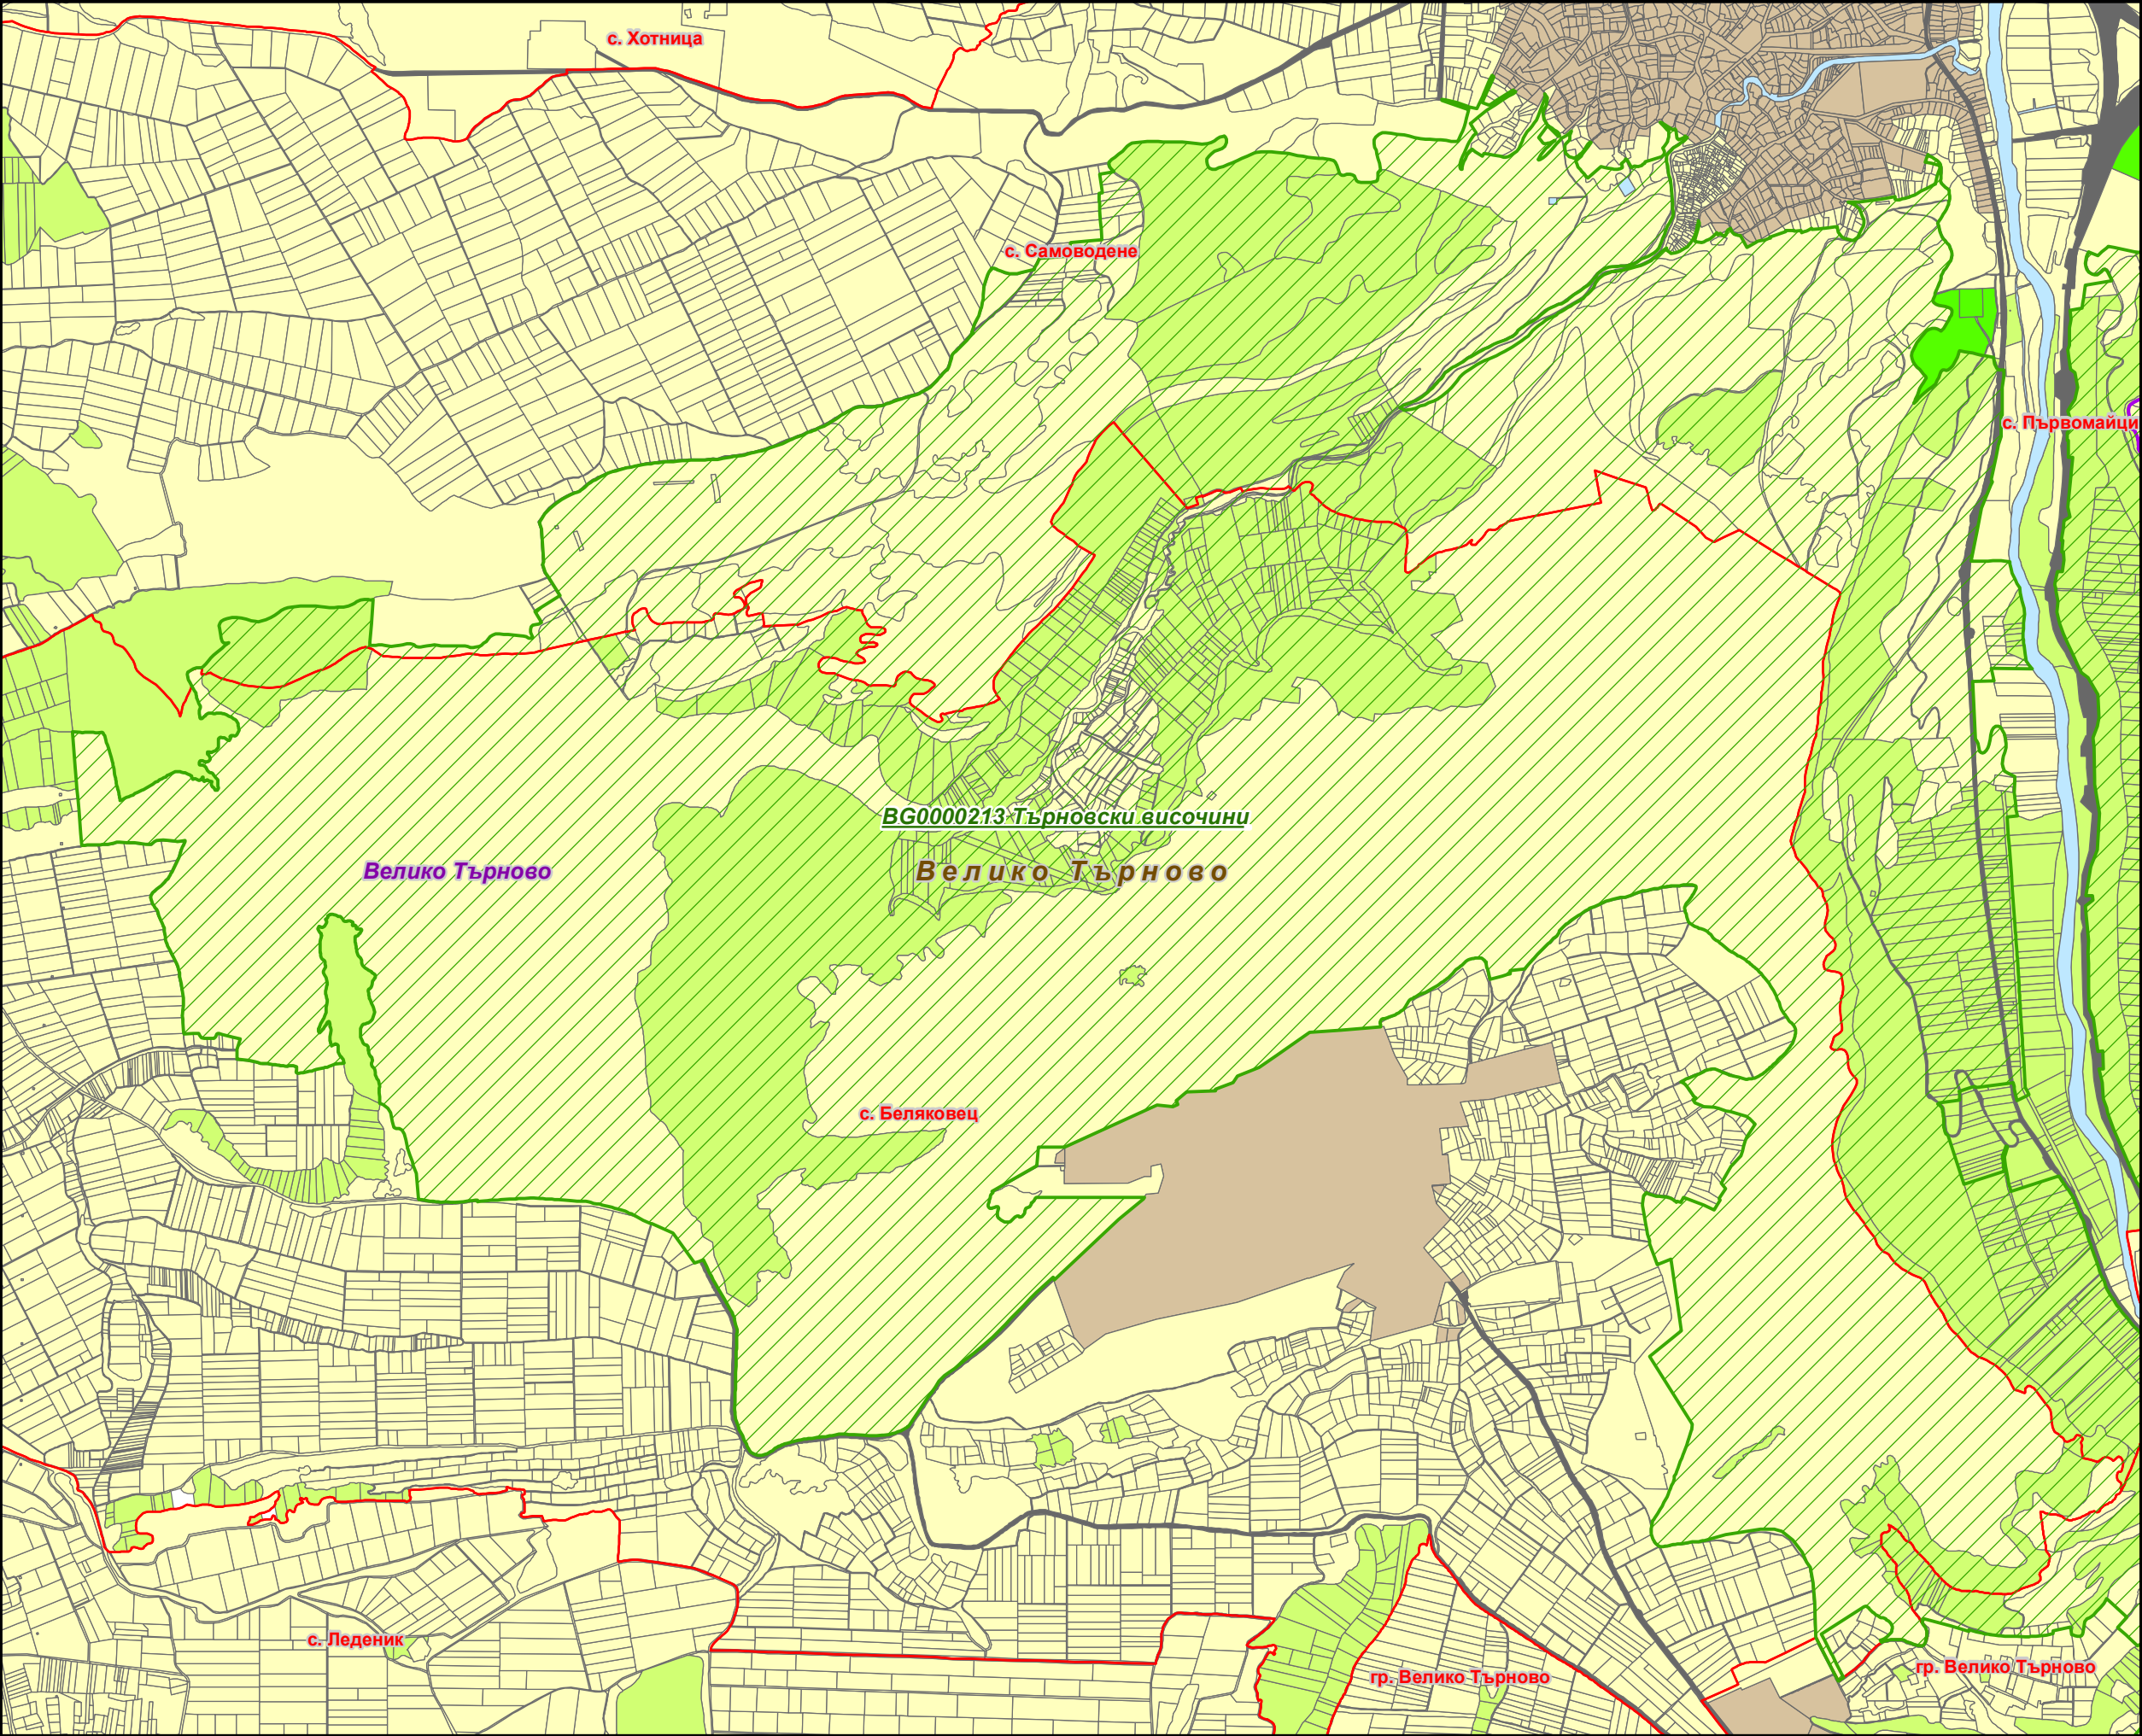 с. Хотница
с. Самоводене
с. Първомайци
BG0000213 Търновски височини
Велико Търново
Велико Търново
с. Беляковец
с. Леденик
гр. Велико Търново
гр. Велико Търново